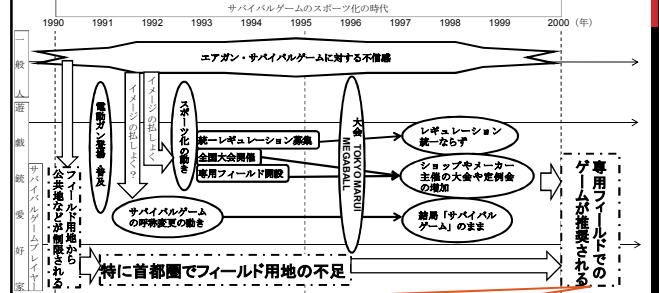 サバイバルゲームのスポーツ化の時代
1990 1991 1992 1993 1994 1995 1996 1997 1998 1999 2000 (年)
一般人
遊戯銃愛好家
サバイバルゲームプレイヤー
エアガン・サバイバルゲームに対する不信感
フィールド用地から
公共地などが制限される
電動ガン登場・普及
イメージの払しょく?
イメージの払しょく
スポーツ化の動き
統一レギュレーション募集
全国大会開催
専用フィールド開設
サバイバルゲーム
の呼称変更の動き
大会 TOKYO MARUI
MEGABALL
レギュレーション
統一ならず
ショップやメーカー
主催の大会や定例会
の増加
結局「サバイバル
ゲーム」のまま
専用フィールドでの
ゲームが推奨される
特に首都圏でフィールド用地の不足